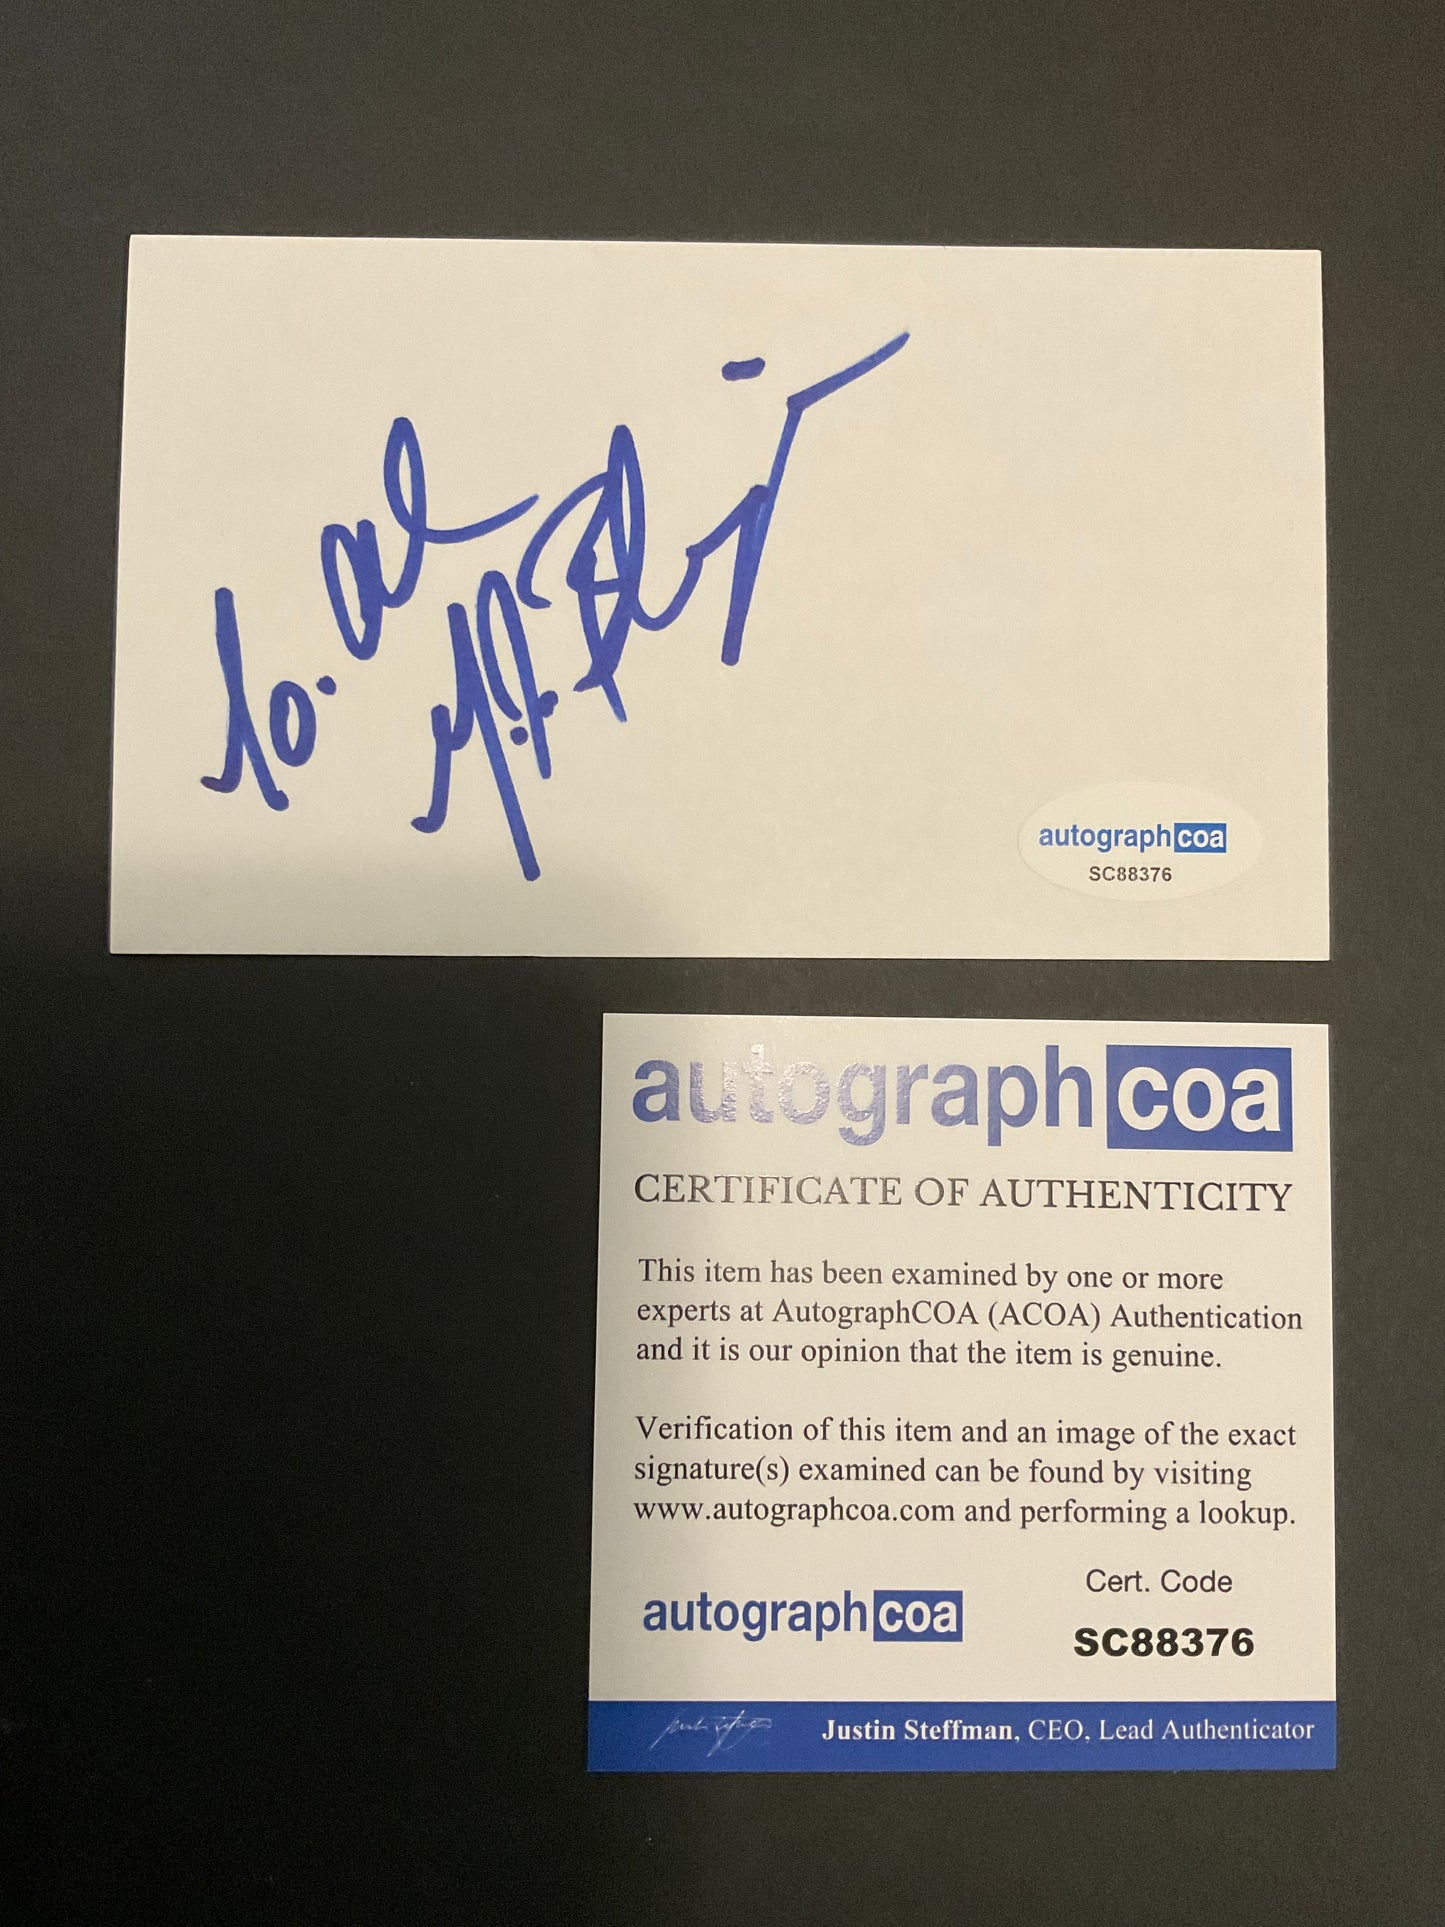 To. al
autograph coa
SC88376
autograph coa
CERTIFICATE OF AUTHENTICITY
This item has been examined by one or more
experts at AutographCOA (ACOA) Authentication
and it is our opinion that the item is genuine.
Verification of this item and an image of the exact
signature(s) examined can be found by visiting
www.autographcoa.com and performing a lookup.
Cert. Code
autograph coa
SC88376
Justin Steffman, CEO, Lead Authenticator